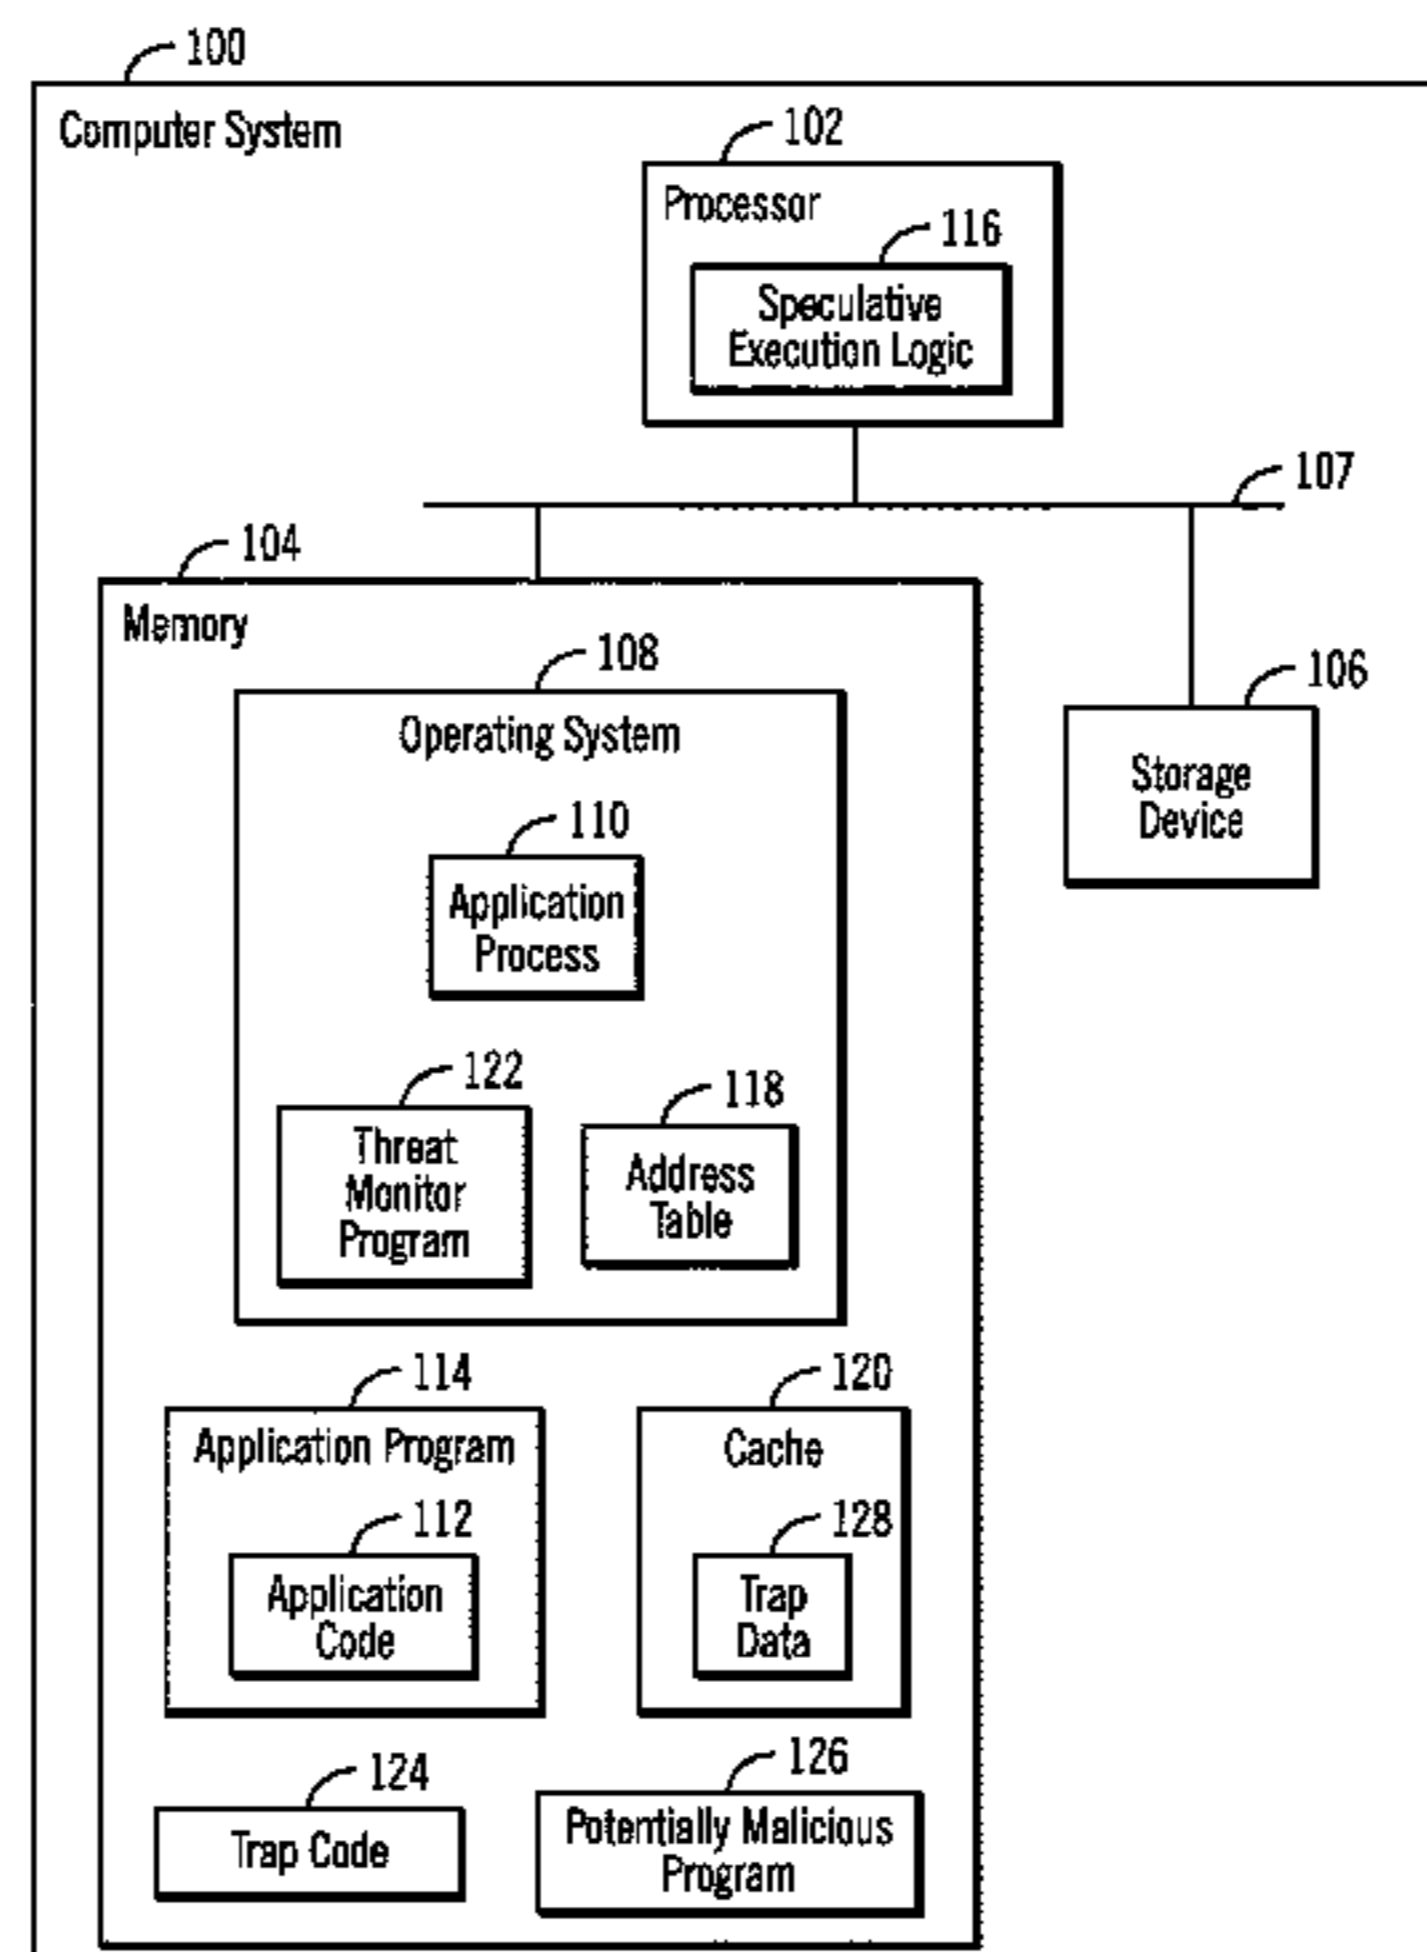 100
Computer System
102
Processor
116
Speculative
Execution Logic
107
104
Memory
108
Operating System
106
Storage
Device
110
Application
Process
122
Threat
Monitor
Program
118
Address
Table
114
Application Program
112
Application
Code
120
Cache
128
Trap
Data
124
Trap Code
126
Potentially Malicious
Program